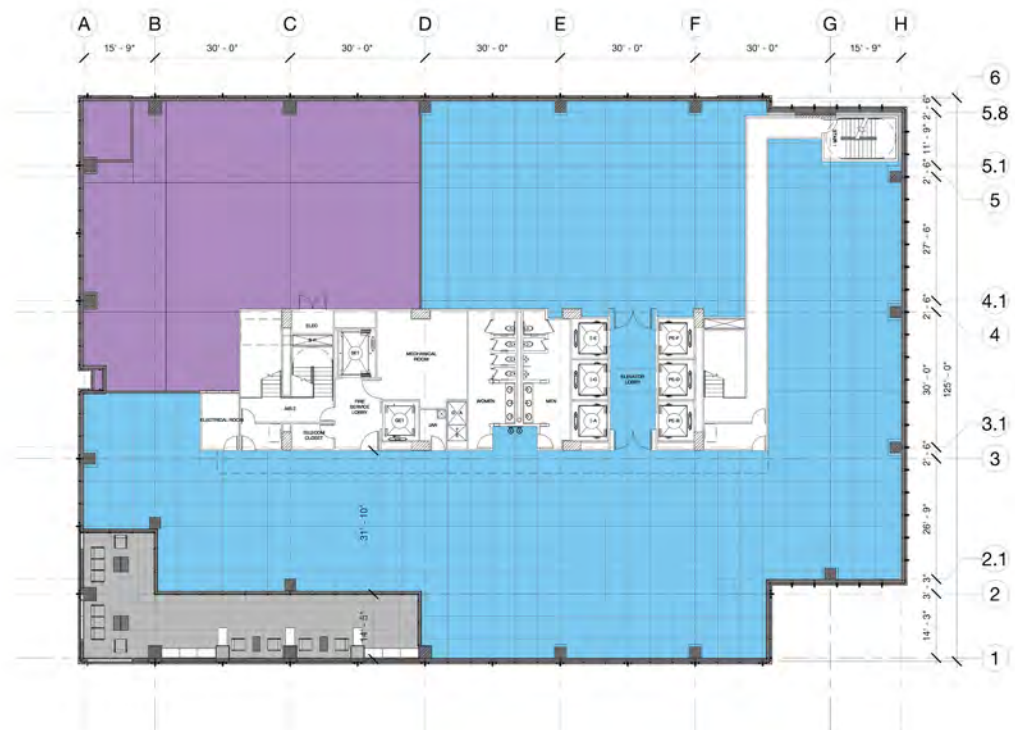 A B C D E F G H
15' - 9" 30' - 0" 30' - 0" 30' - 0" 30' - 0" 30' - 0" 15' - 9"
6
2' - 6"
5.8
11' - 9"
5.1
2' - 6"
5
27' - 6"
4.1
2' - 6"
4
30' - 0"
125' - 0"
3.1
2' - 6"
3
26' - 9"
2.1
3' - 3"
2
14' - 3"
1
ELEC
MECHANICAL
ROOM
ELEVATOR
LOBBY
FIRE
SERVICE
LOBBY
WOMEN
MEN
JAN
ELECTRICAL ROOM
TELECOM
CLOSET
31' - 10"
14' - 5"